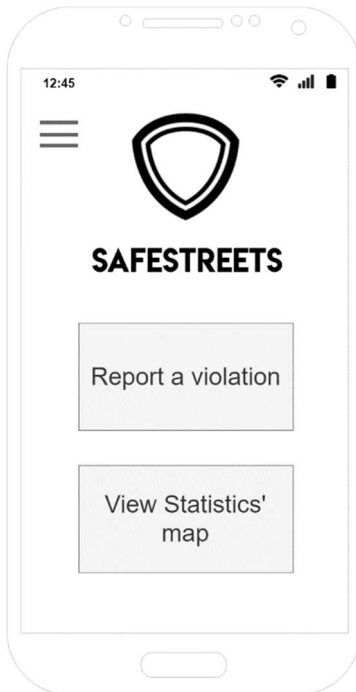 12:45
SAFESTREETS
Report a violation
View Statistics'
map